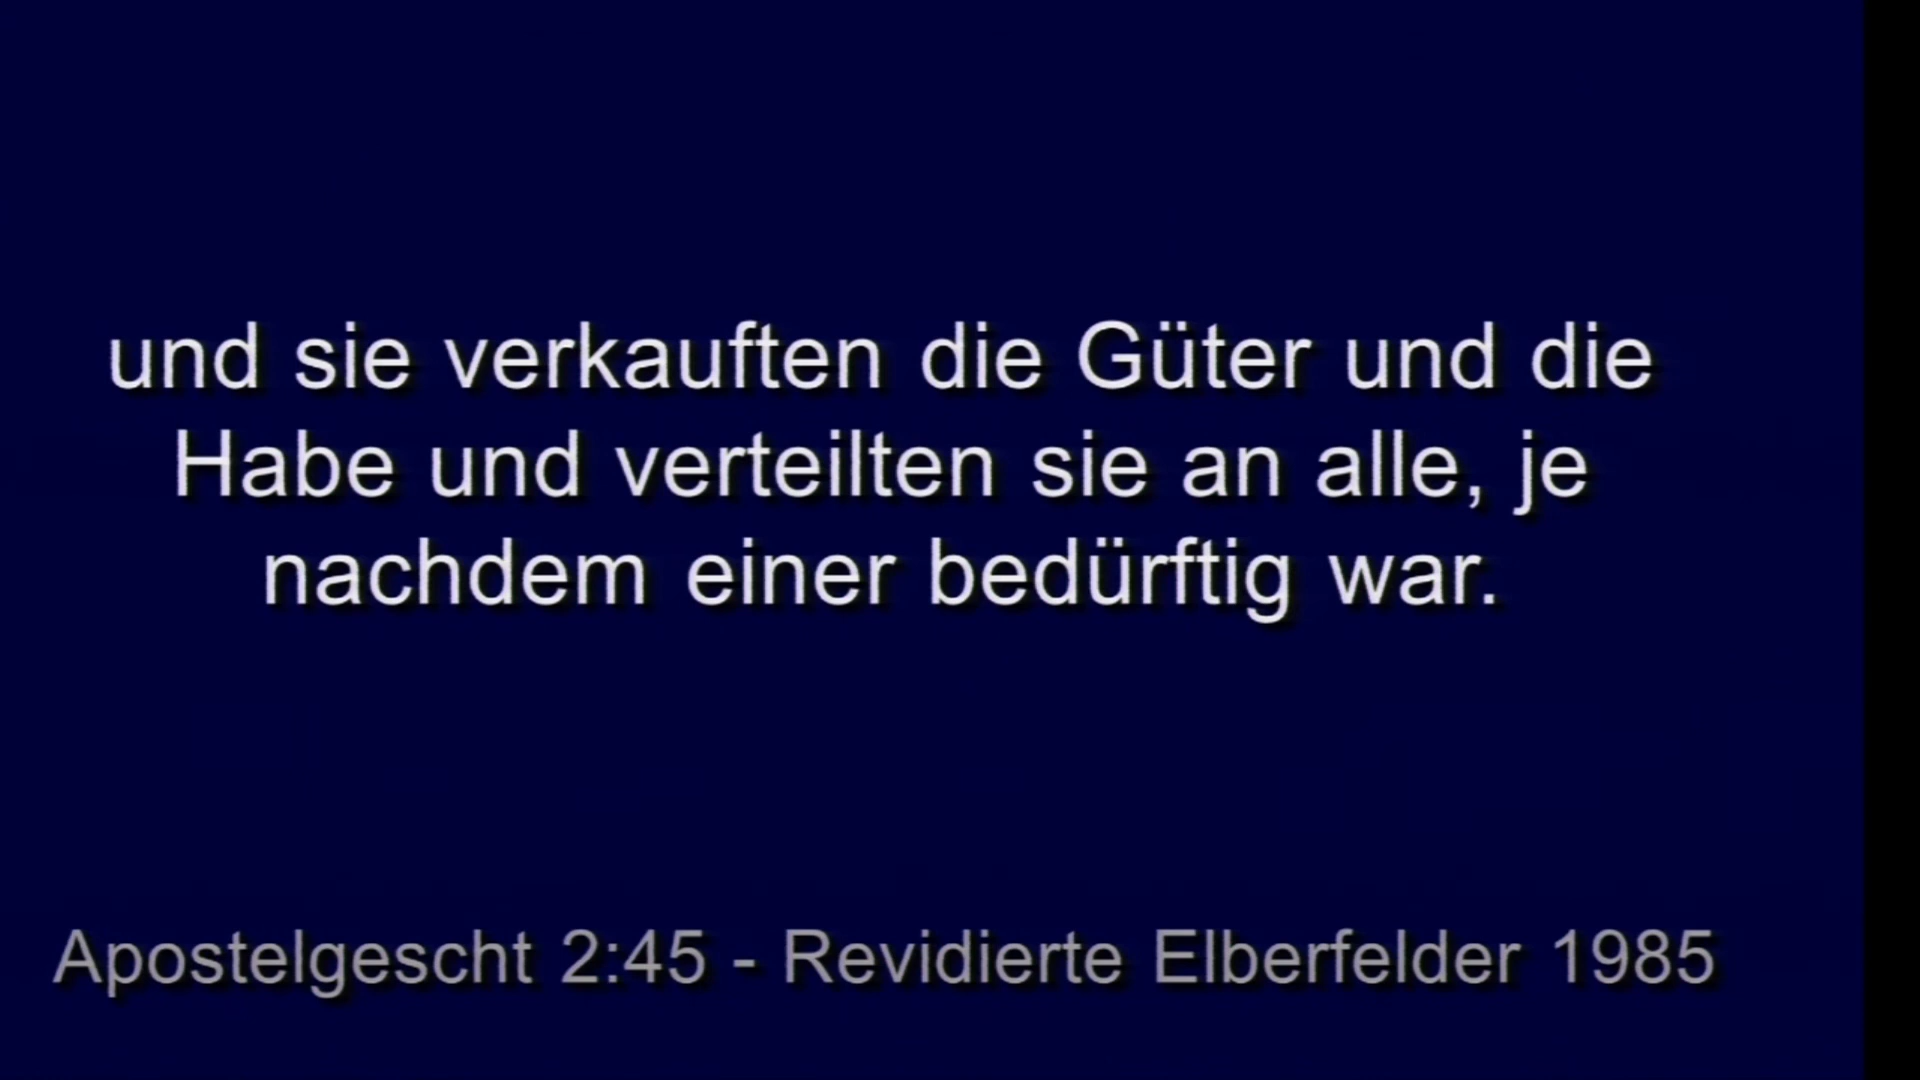 und sie verkauften die Güter und die
Habe und verteilten sie an alle, je
nachdem einer bedürftig war.
Apostelgescht 2:45 - Revidierte Elberfelder 1985